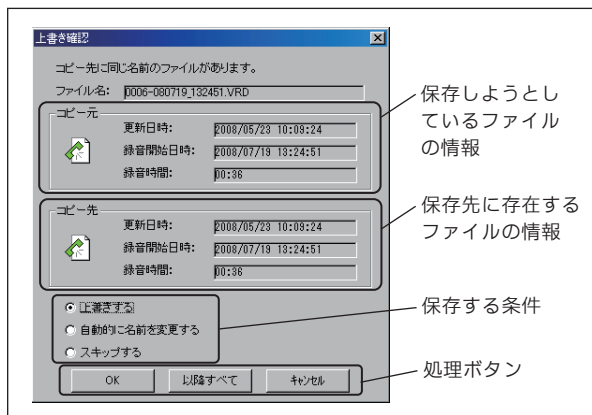 上書き確認
コピー先に同じ名前のファイルがあります。
ファイル名: 0006-080719_132451.VRD
コピー元
更新日時: 2008/05/23 10:09:24
録音開始日時: 2008/07/19 13:24:51
録音時間: 00:36
コピー先
更新日時: 2008/05/23 10:09:24
録音開始日時: 2008/07/19 13:24:51
録音時間: 00:36
上書きする
自動的に名前を変更する
スキップする
OK 以降すべて キャンセル
保存しようとし
ているファイル
の情報
保存先に存在する
ファイルの情報
保存する条件
処理ボタン